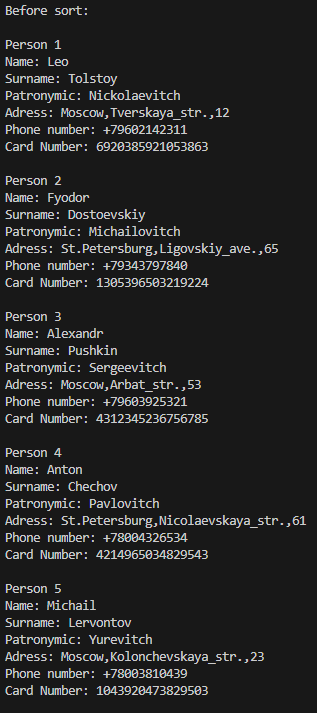 Before sort:
Person 1
Name: Leo
Surname: Tolstoy
Patronymic: Nickolaevitch
Adress: Moscow,Tverskaya_str.,12
Phone number: +79602142311
Card Number: 6920385921053863
Person 2
Name: Fyodor
Surname: Dostoevskiy
Patronymic: Michailovitch
Adress: St.Petersburg,Ligovskiy_ave.,65
Phone number: +79343797840
Card Number: 1305396503219224
Person 3
Name: Alexandr
Surname: Pushkin
Patronymic: Sergeevitch
Adress: Moscow,Arbat_str.,53
Phone number: +79603925321
Card Number: 4312345236756785
Person 4
Name: Anton
Surname: Chechov
Patronymic: Pavlovitch
Adress: St.Petersburg,Nicolaevskaya_str.,61
Phone number: +78004326534
Card Number: 4214965034829543
Person 5
Name: Michail
Surname: Lervontov
Patronymic: Yurevitch
Adress: Moscow,Kolonchevskaya_str.,23
Phone number: +78003810439
Card Number: 1043920473829503